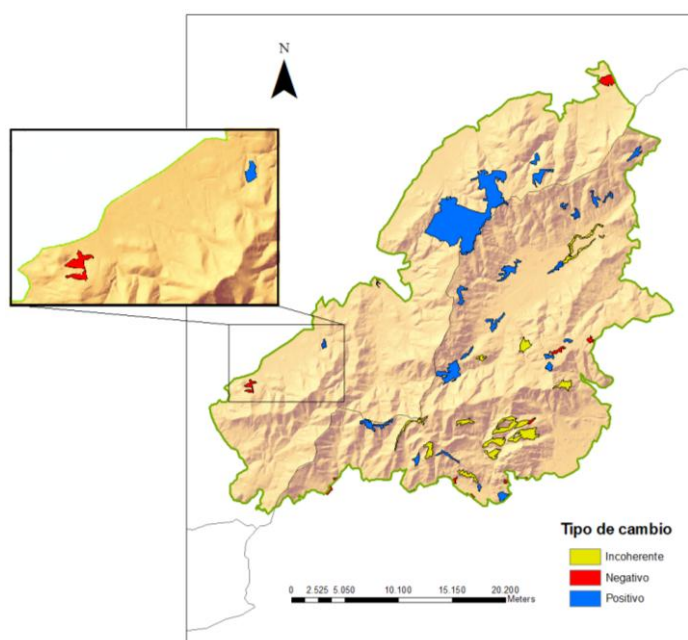 N
Tipo de cambio
Incoherente
Negativo
Positivo
0 2.525 5.050 10.100 15.150 20.200
Meters